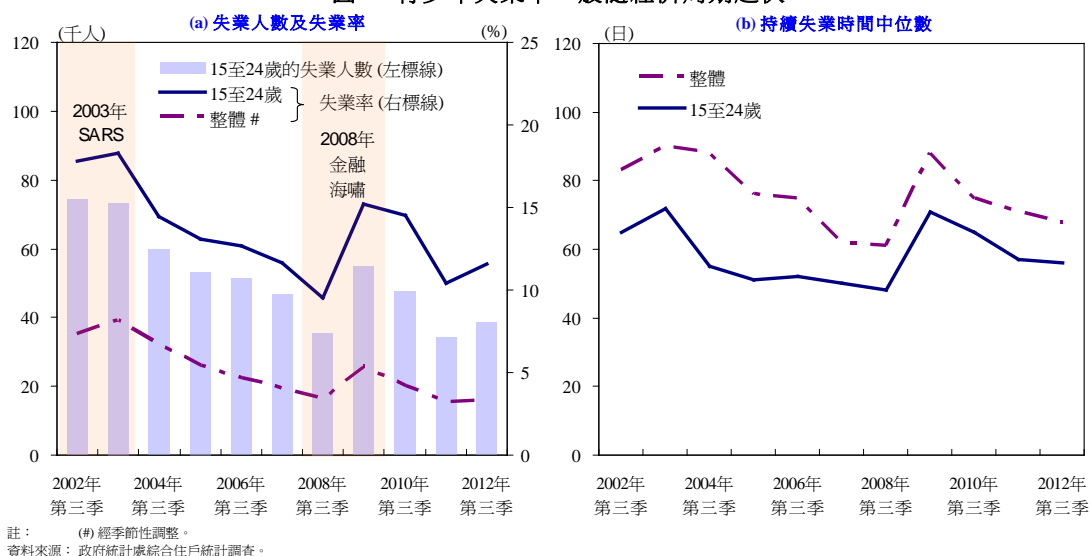 (a) 失業人數及失業率
(千人)
(%)
120
100
80
60
40
20
0
25
20
15
10
5
0
15至24歲的失業人數 (左標線)
15至24歲
整體 #
失業率 (右標線)
2003年
SARS
2008年
金融
海嘯
2002年
第三季
2004年
第三季
2006年
第三季
2008年
第三季
2010年
第三季
2012年
第三季
(b) 持續失業時間中位數
(日)
120
100
80
60
40
20
0
整體
15至24歲
2002年
第三季
2004年
第三季
2006年
第三季
2008年
第三季
2010年
第三季
2012年
第三季
註： (#) 經季節性調整。
資料來源： 政府統計處綜合住戶統計調查。